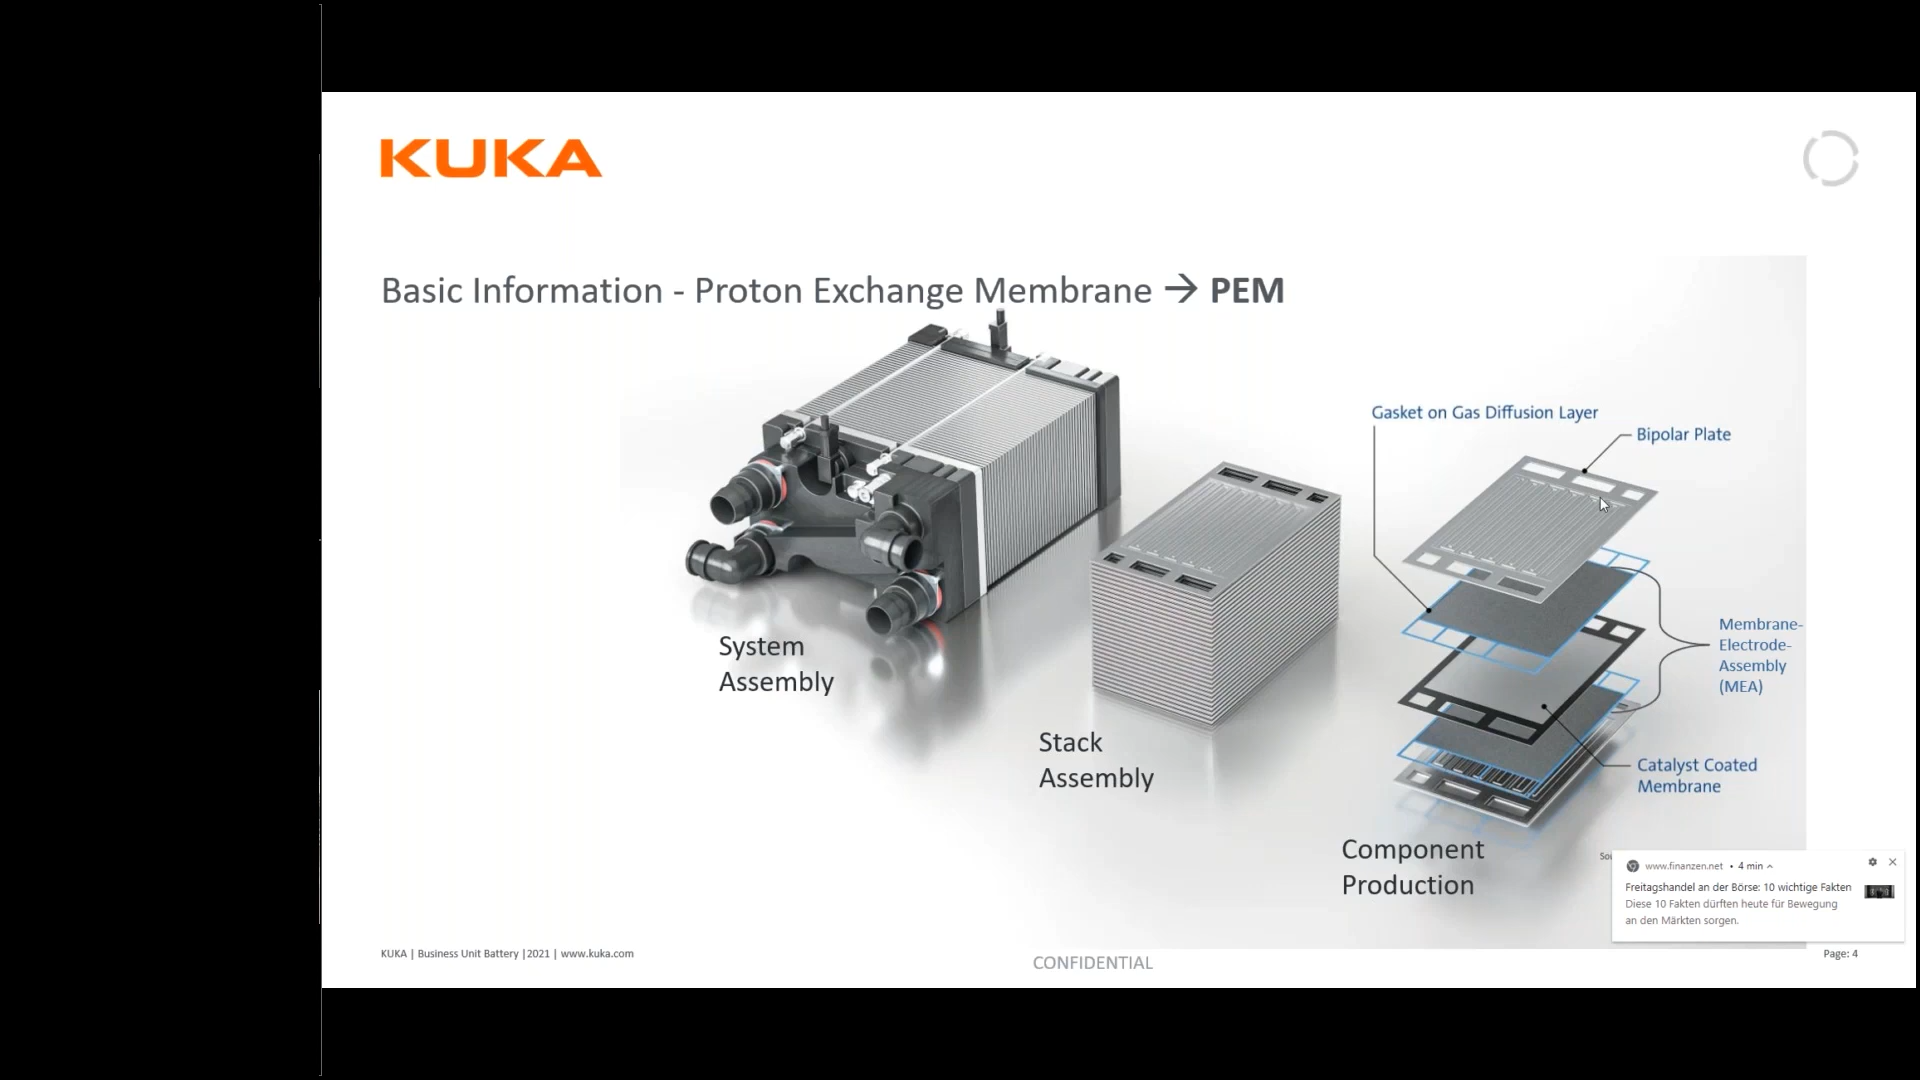 KUKA
Basic Information - Proton Exchange Membrane → PEM
Gasket on Gas Diffusion Layer
Bipolar Plate
Membrane-
Electrode-
Assembly
(MEA)
System
Assembly
Stack
Assembly
Catalyst Coated
Membrane
Component
Production
www.finanzen.net • 4 min
Freitagshandel an der Börse: 10 wichtige Fakten
Diese 10 Fakten dürften heute für Bewegung
an den Märkten sorgen.
KUKA | Business Unit Battery |2021 | www.kuka.com
CONFIDENTIAL
Page: 4